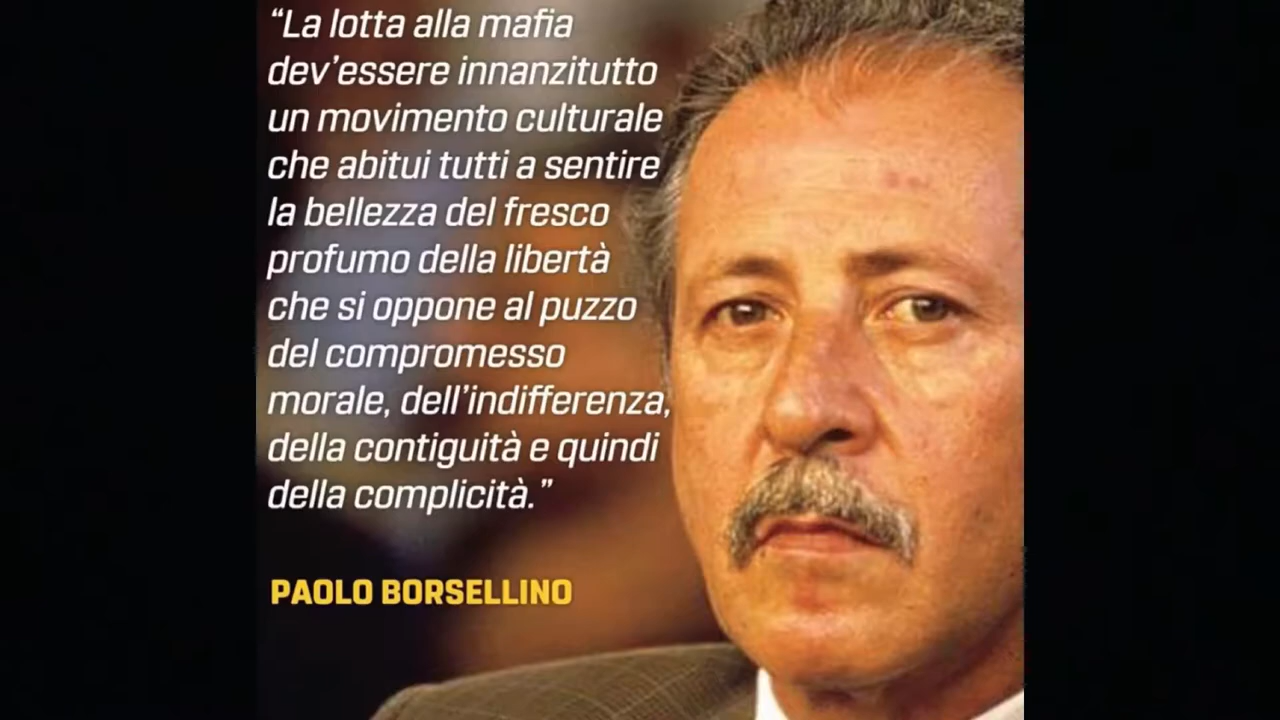 “La lotta alla mafia
dev’essere innanzitutto
un movimento culturale
che abitui tutti a sentire
la bellezza del fresco
profumo della libertà
che si oppone al puzzo
del compromesso
morale, dell’indifferenza,
della contiguità e quindi
della complicità.”
PAOLO BORSELLINO